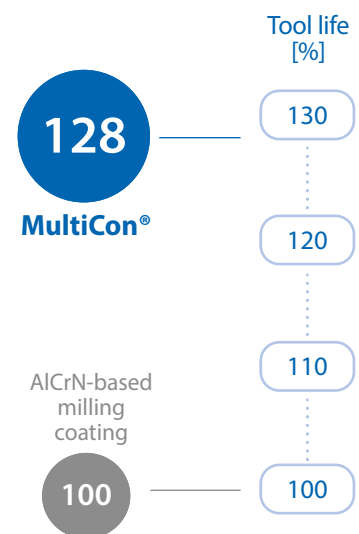 Tool life
[%]
130
128
MultiCon®
120
110
AlCrN-based
milling
coating
100
100